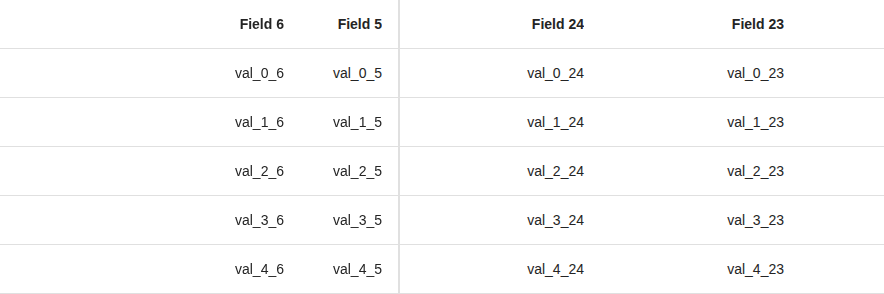 Field 6 Field 5 Field 24 Field 23
val_0_6 val_0_5 val_0_24 val_0_23
val_1_6 val_1_5 val_1_24 val_1_23
val_2_6 val_2_5 val_2_24 val_2_23
val_3_6 val_3_5 val_3_24 val_3_23
val_4_6 val_4_5 val_4_24 val_4_23